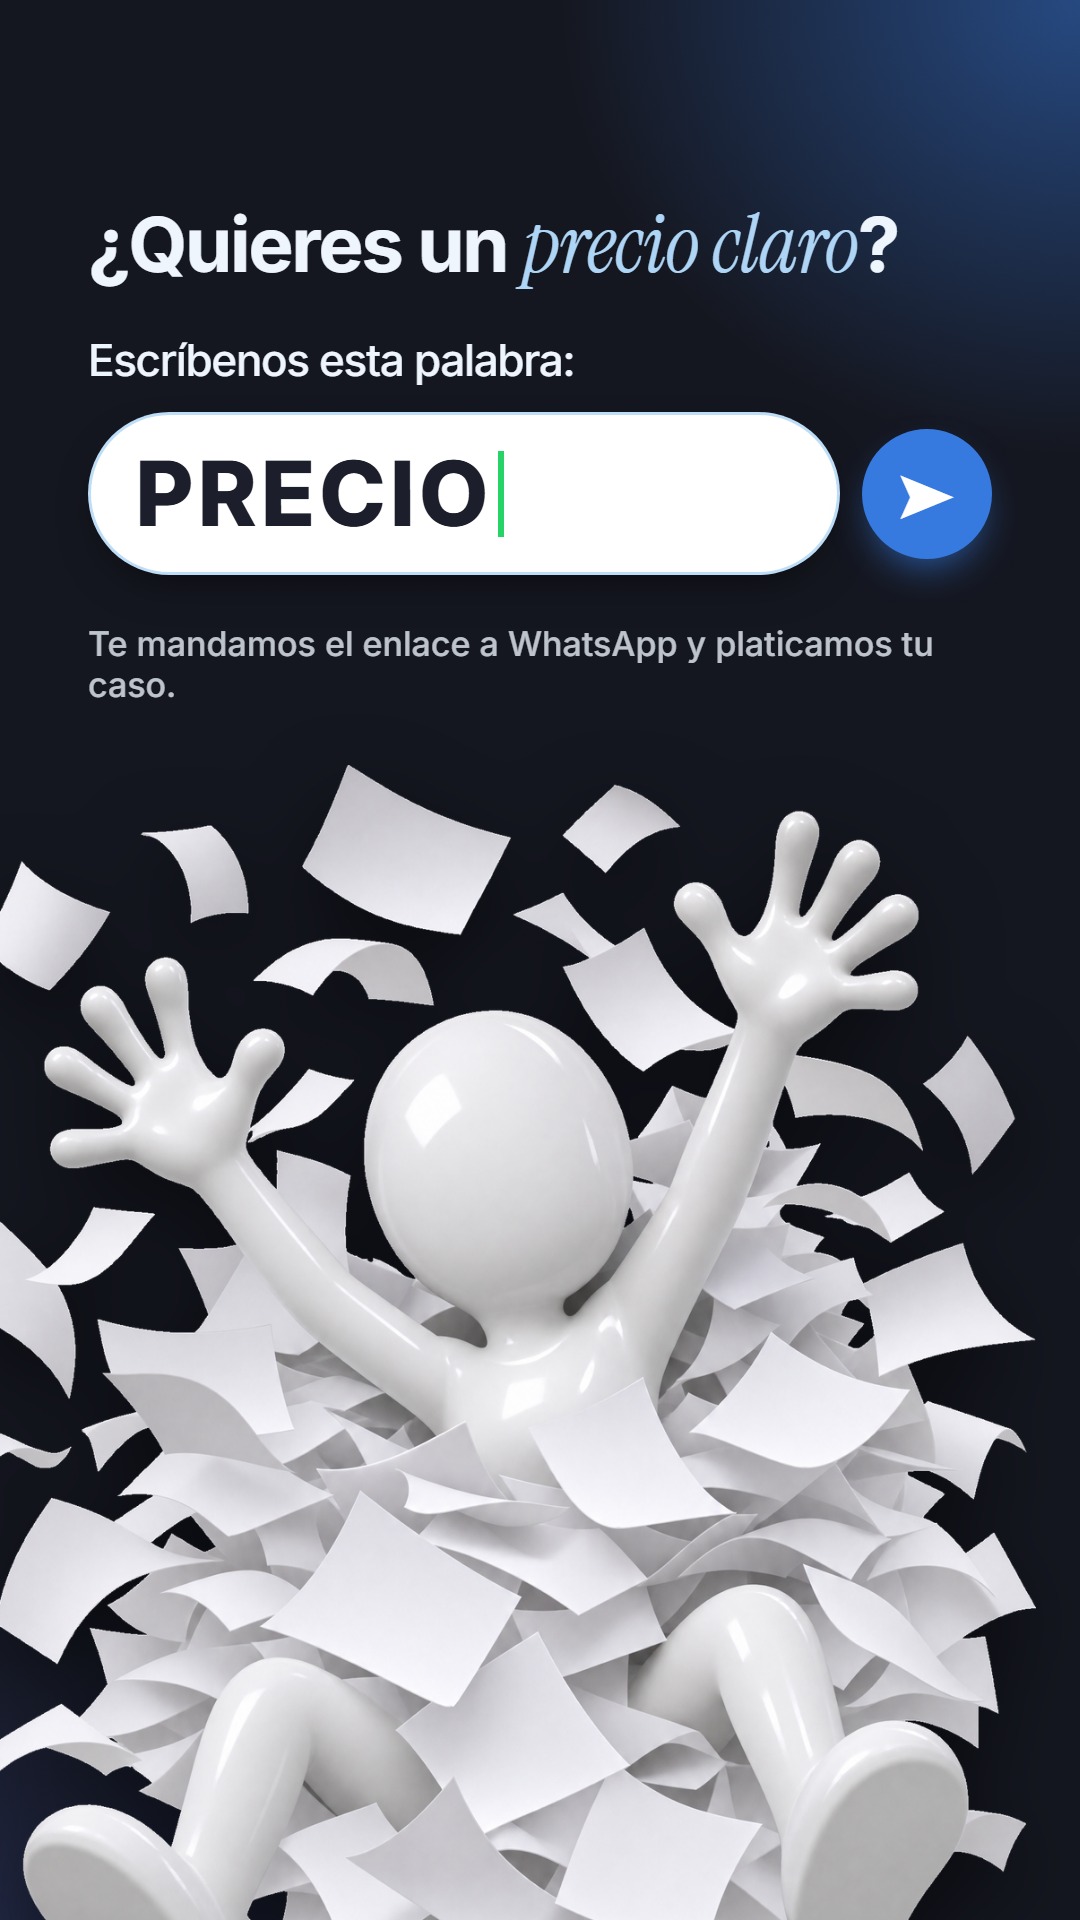 ¿Quieres un precio claro?
Escríbenos esta palabra:
PRECIO
Te mandamos el enlace a WhatsApp y platicamos tu
caso.